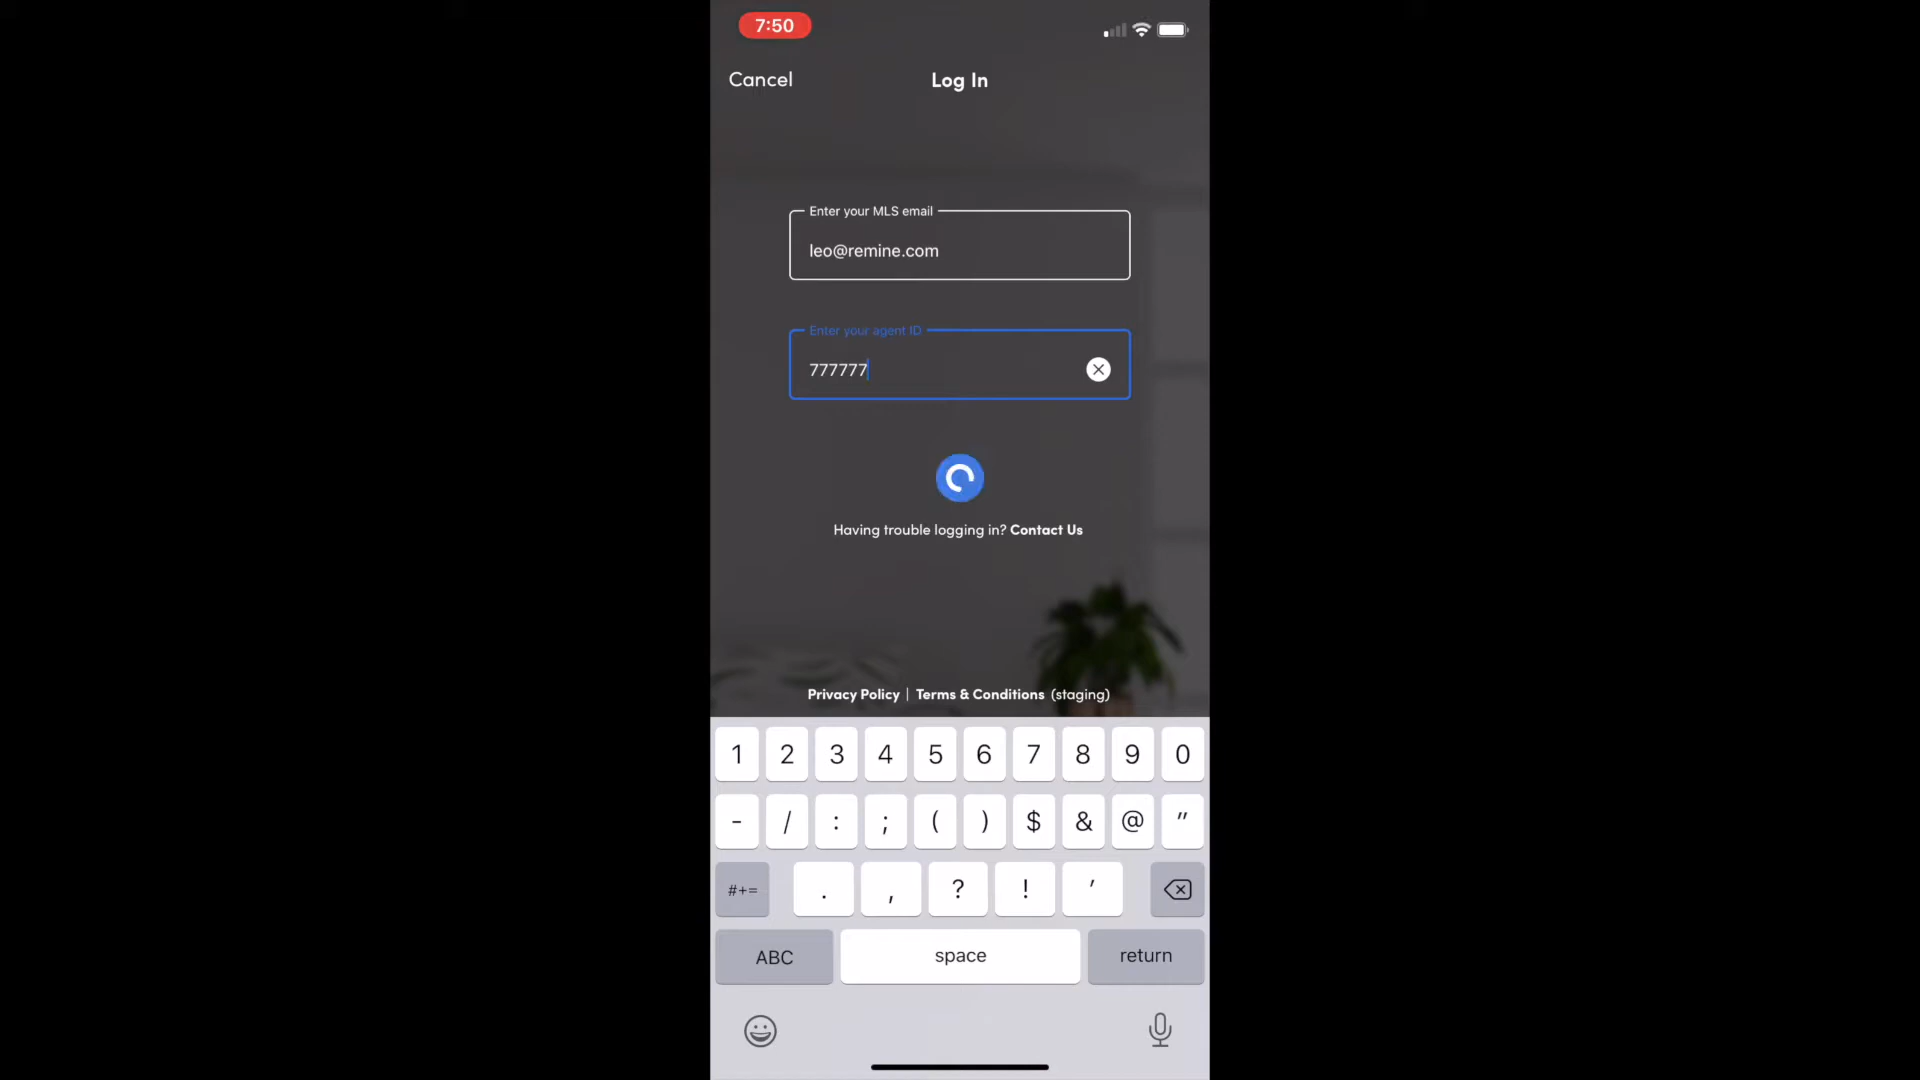 7:50
Cancel
Log In
Enter your MLS email
leo@remine.com
Enter your agent ID
777777
Having trouble logging in? Contact Us
Privacy Policy | Terms & Conditions (staging)
1 2 3 4 5 6 7 8 9 0
- / : ; ( ) $ & @ "
#+= . , ? ! '
ABC space return